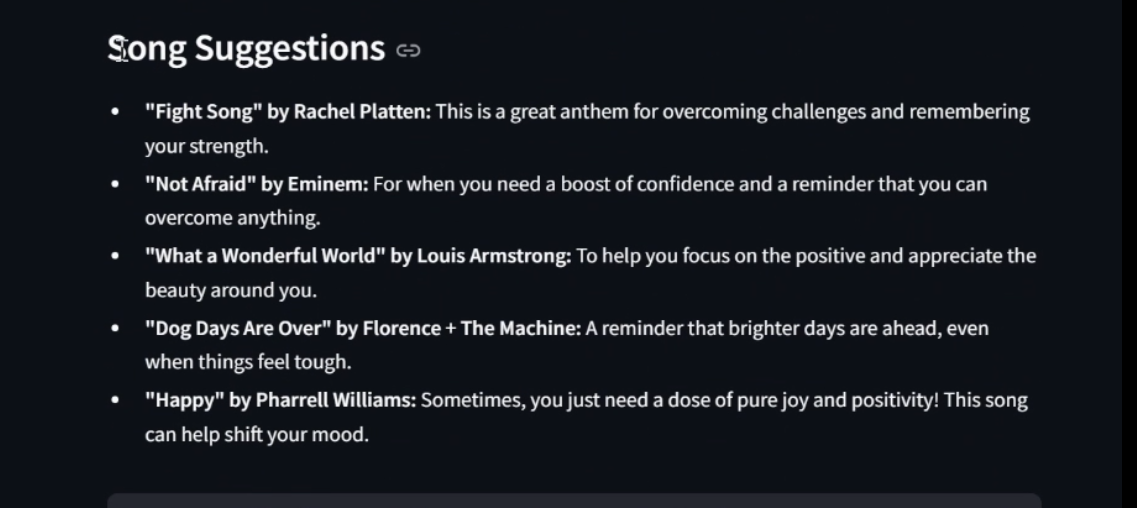 Song Suggestions
• "Fight Song" by Rachel Platten: This is a great anthem for overcoming challenges and remembering
your strength.
• "Not Afraid" by Eminem: For when you need a boost of confidence and a reminder that you can
overcome anything.
• "What a Wonderful World" by Louis Armstrong: To help you focus on the positive and appreciate the
beauty around you.
• "Dog Days Are Over" by Florence + The Machine: A reminder that brighter days are ahead, even
when things feel tough.
• "Happy" by Pharrell Williams: Sometimes, you just need a dose of pure joy and positivity! This song
can help shift your mood.